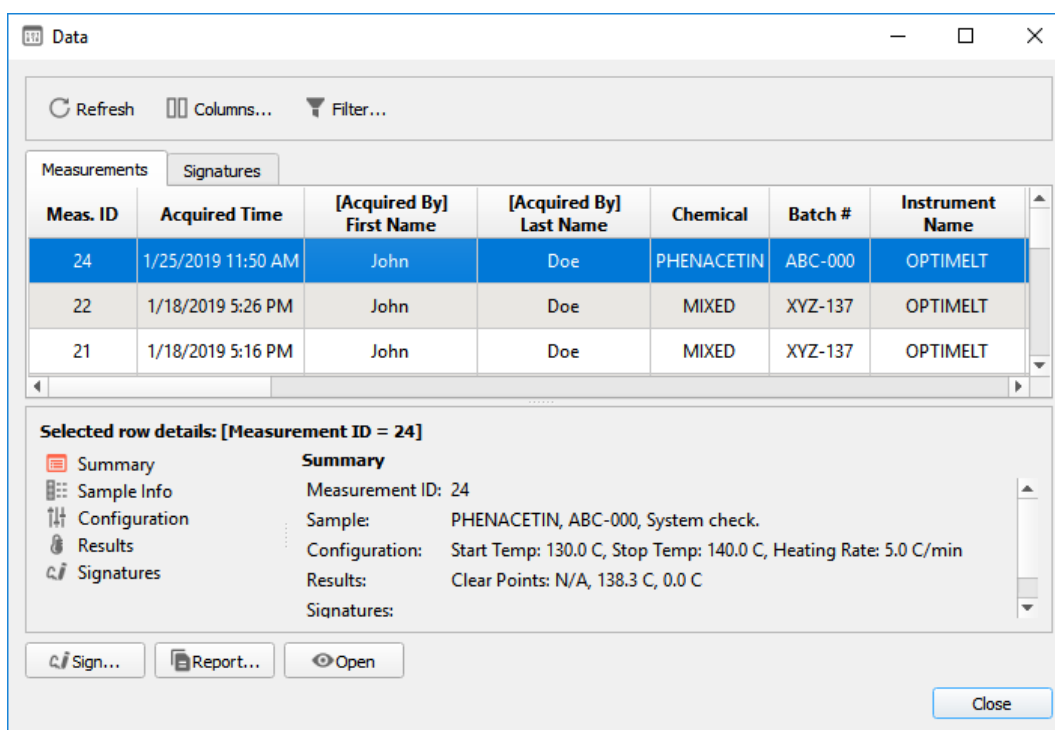 Data
Refresh Columns... Filter...
Measurements Signatures
Meas. ID Acquired Time [Acquired By] First Name [Acquired By] Last Name Chemical Batch # Instrument Name
24 1/25/2019 11:50 AM John Doe PHENACETIN ABC-000 OPTIMELT
22 1/18/2019 5:26 PM John Doe MIXED XYZ-137 OPTIMELT
21 1/18/2019 5:16 PM John Doe MIXED XYZ-137 OPTIMELT
Selected row details: [Measurement ID = 24]
Summary
Sample Info
Configuration
Results
Signatures
Summary
Measurement ID: 24
Sample: PHENACETIN, ABC-000, System check.
Configuration: Start Temp: 130.0 C, Stop Temp: 140.0 C, Heating Rate: 5.0 C/min
Results: Clear Points: N/A, 138.3 C, 0.0 C
Signatures:
Sign... Report... Open
Close